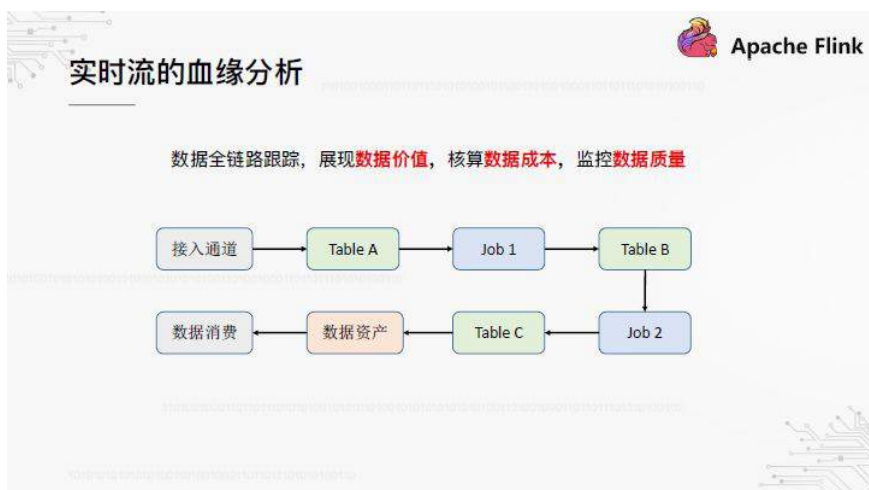 Apache Flink
实时流的血缘分析
数据全链路跟踪，展现数据价值，核算数据成本，监控数据质量
接入通道
Table A
Job 1
Table B
数据消费
数据资产
Table C
Job 2